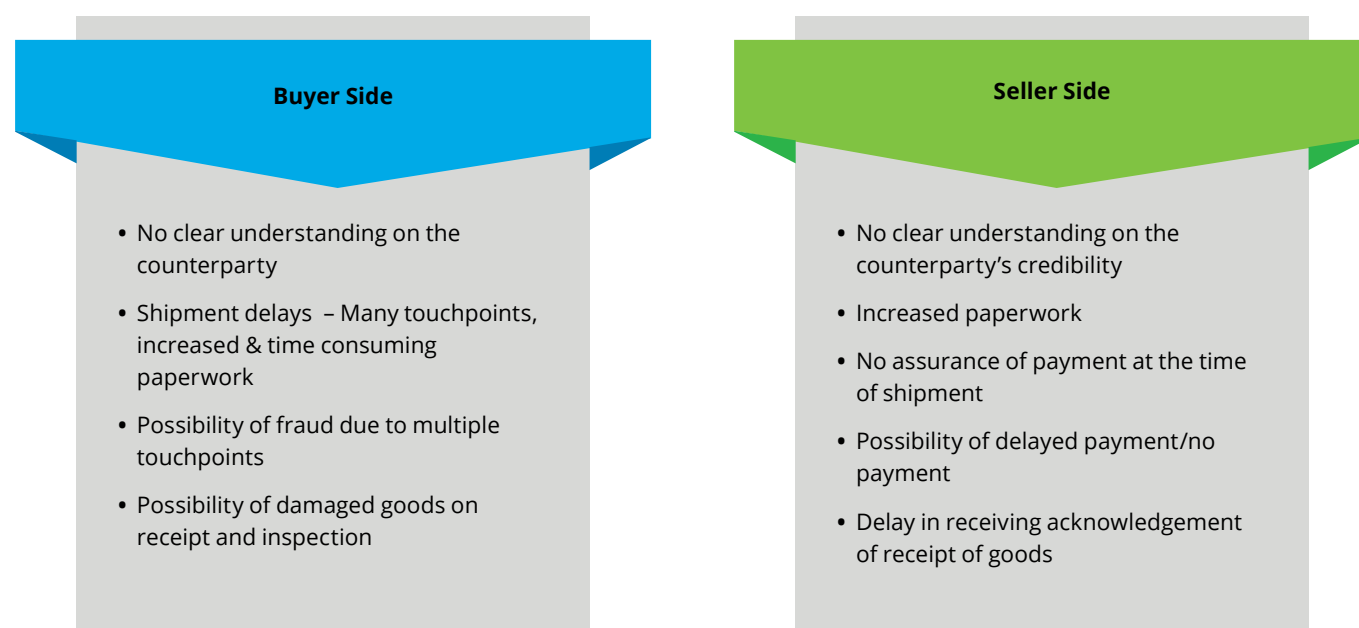 Buyer Side
• No clear understanding on the
counterparty
• Shipment delays – Many touchpoints,
increased & time consuming
paperwork
• Possibility of fraud due to multiple
touchpoints
• Possibility of damaged goods on
receipt and inspection
Seller Side
• No clear understanding on the
counterparty’s credibility
• Increased paperwork
• No assurance of payment at the time
of shipment
• Possibility of delayed payment/no
payment
• Delay in receiving acknowledgement
of receipt of goods